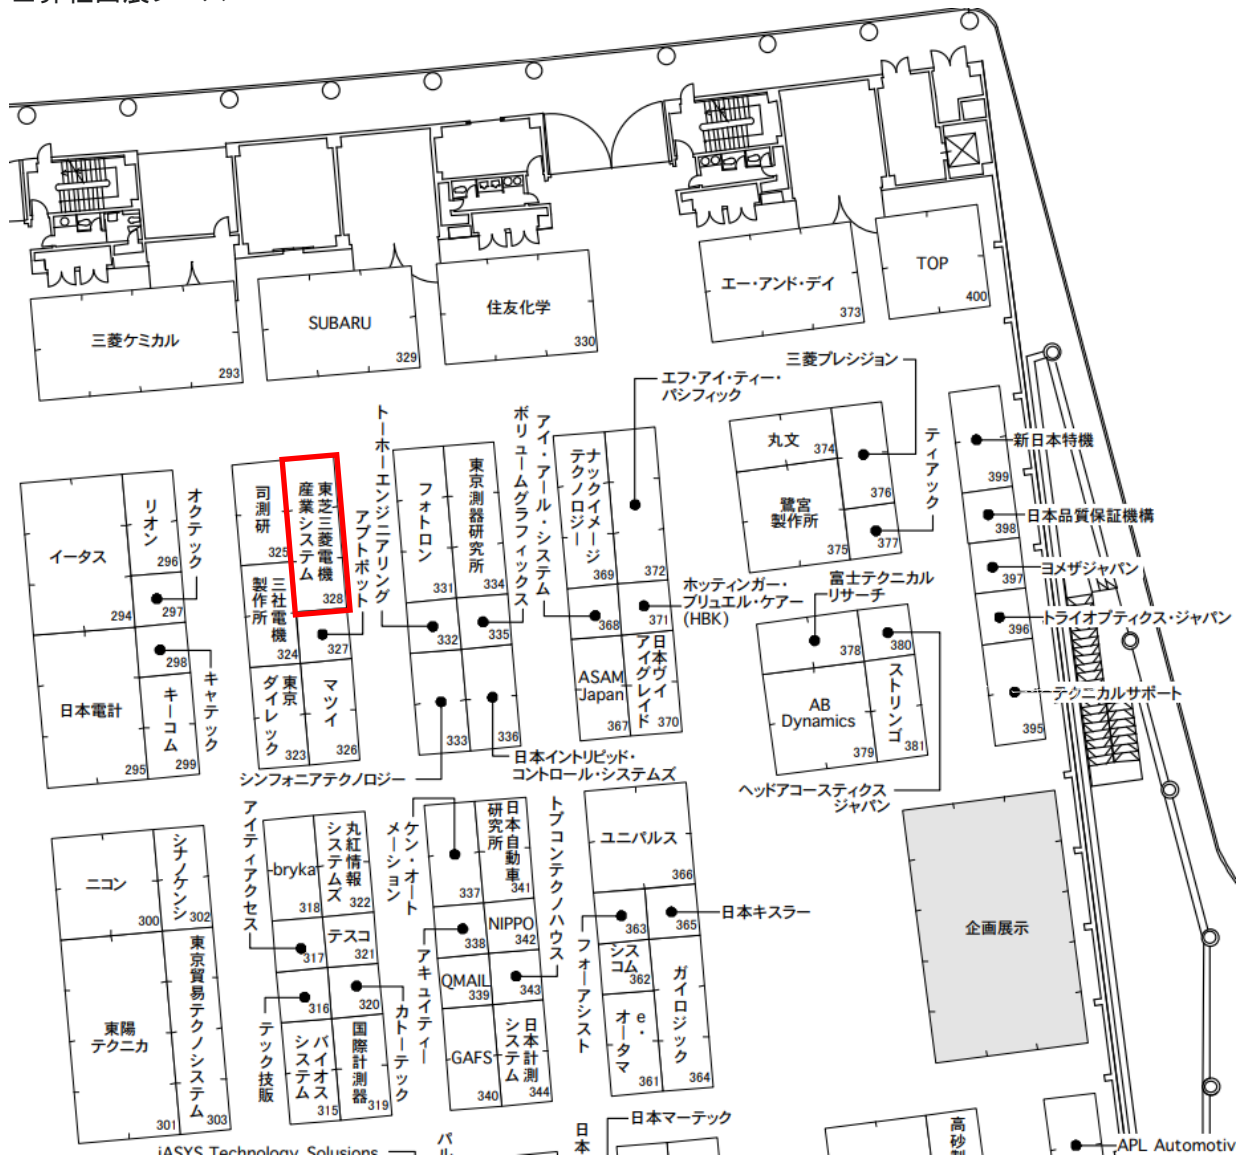 三菱ケミカル
293
SUBARU
329
住友化学
330
エー・アンド・デイ
373
TOP
400
三菱プレシジョン
エフ・アイ・ティー・
パシフィック
イータス
294
リオン
296
オクテック
297
日本電計
295
298
キャテック
キーコム
299
司測研
325
東芝三菱電機
産業システム
328
アプトポッド
327
三社電機
製作所
324
東京
ダイレック
323
マツイ
326
トーホーエンジニアリング
フォトロン
331
332
東京測器研究所
334
ボリュームグラフィックス
335
333
336
シンフォニアテクノロジー
日本イントリピッド・
コントロール・システムズ
アイ・アール・システム
ナックイメージ
テクノロジー
369
372
368
371
ホッティンガー・
ブリュエル・ケアー
(HBK)
ASAM
Japan
367
日本ヴィ
アイグレイド
370
丸文
374
376
鷺宮
製作所
375
377
ティアック
富士テクニカル
リサーチ
378
380
AB
Dynamics
379
ストリンゴ
381
ヘッドアコースティクス
ジャパン
新日本特機
399
日本品質保証機構
398
ヨメザジャパン
397
トライオプティクス・ジャパン
396
テクニカルサポート
395
ニコン
300
シナノケンシ
302
東陽
テクニカ
301
東京貿易テクノシステム
303
アイティアクセス
bryka
318
丸紅情報
システムズ
322
317
テスコ
321
316
320
テック技販
バイオス
システム
315
国際計測器
319
カトーテック
ケン・オート
メーション
337
日本自動車
研究所
341
338
NIPPO
342
QMAIL
339
343
トプコンテクノハウス
アキュイティー
GAFS
340
日本計測
システム
344
ユニパルス
366
363
365
日本キスラー
フォーアシスト
シス
コム
362
ガイロジック
364
e・
オータマ
361
企画展示
日本マーテック
iASYS Technology Solusions
パ
日
本
高
砂
APL Automotiv